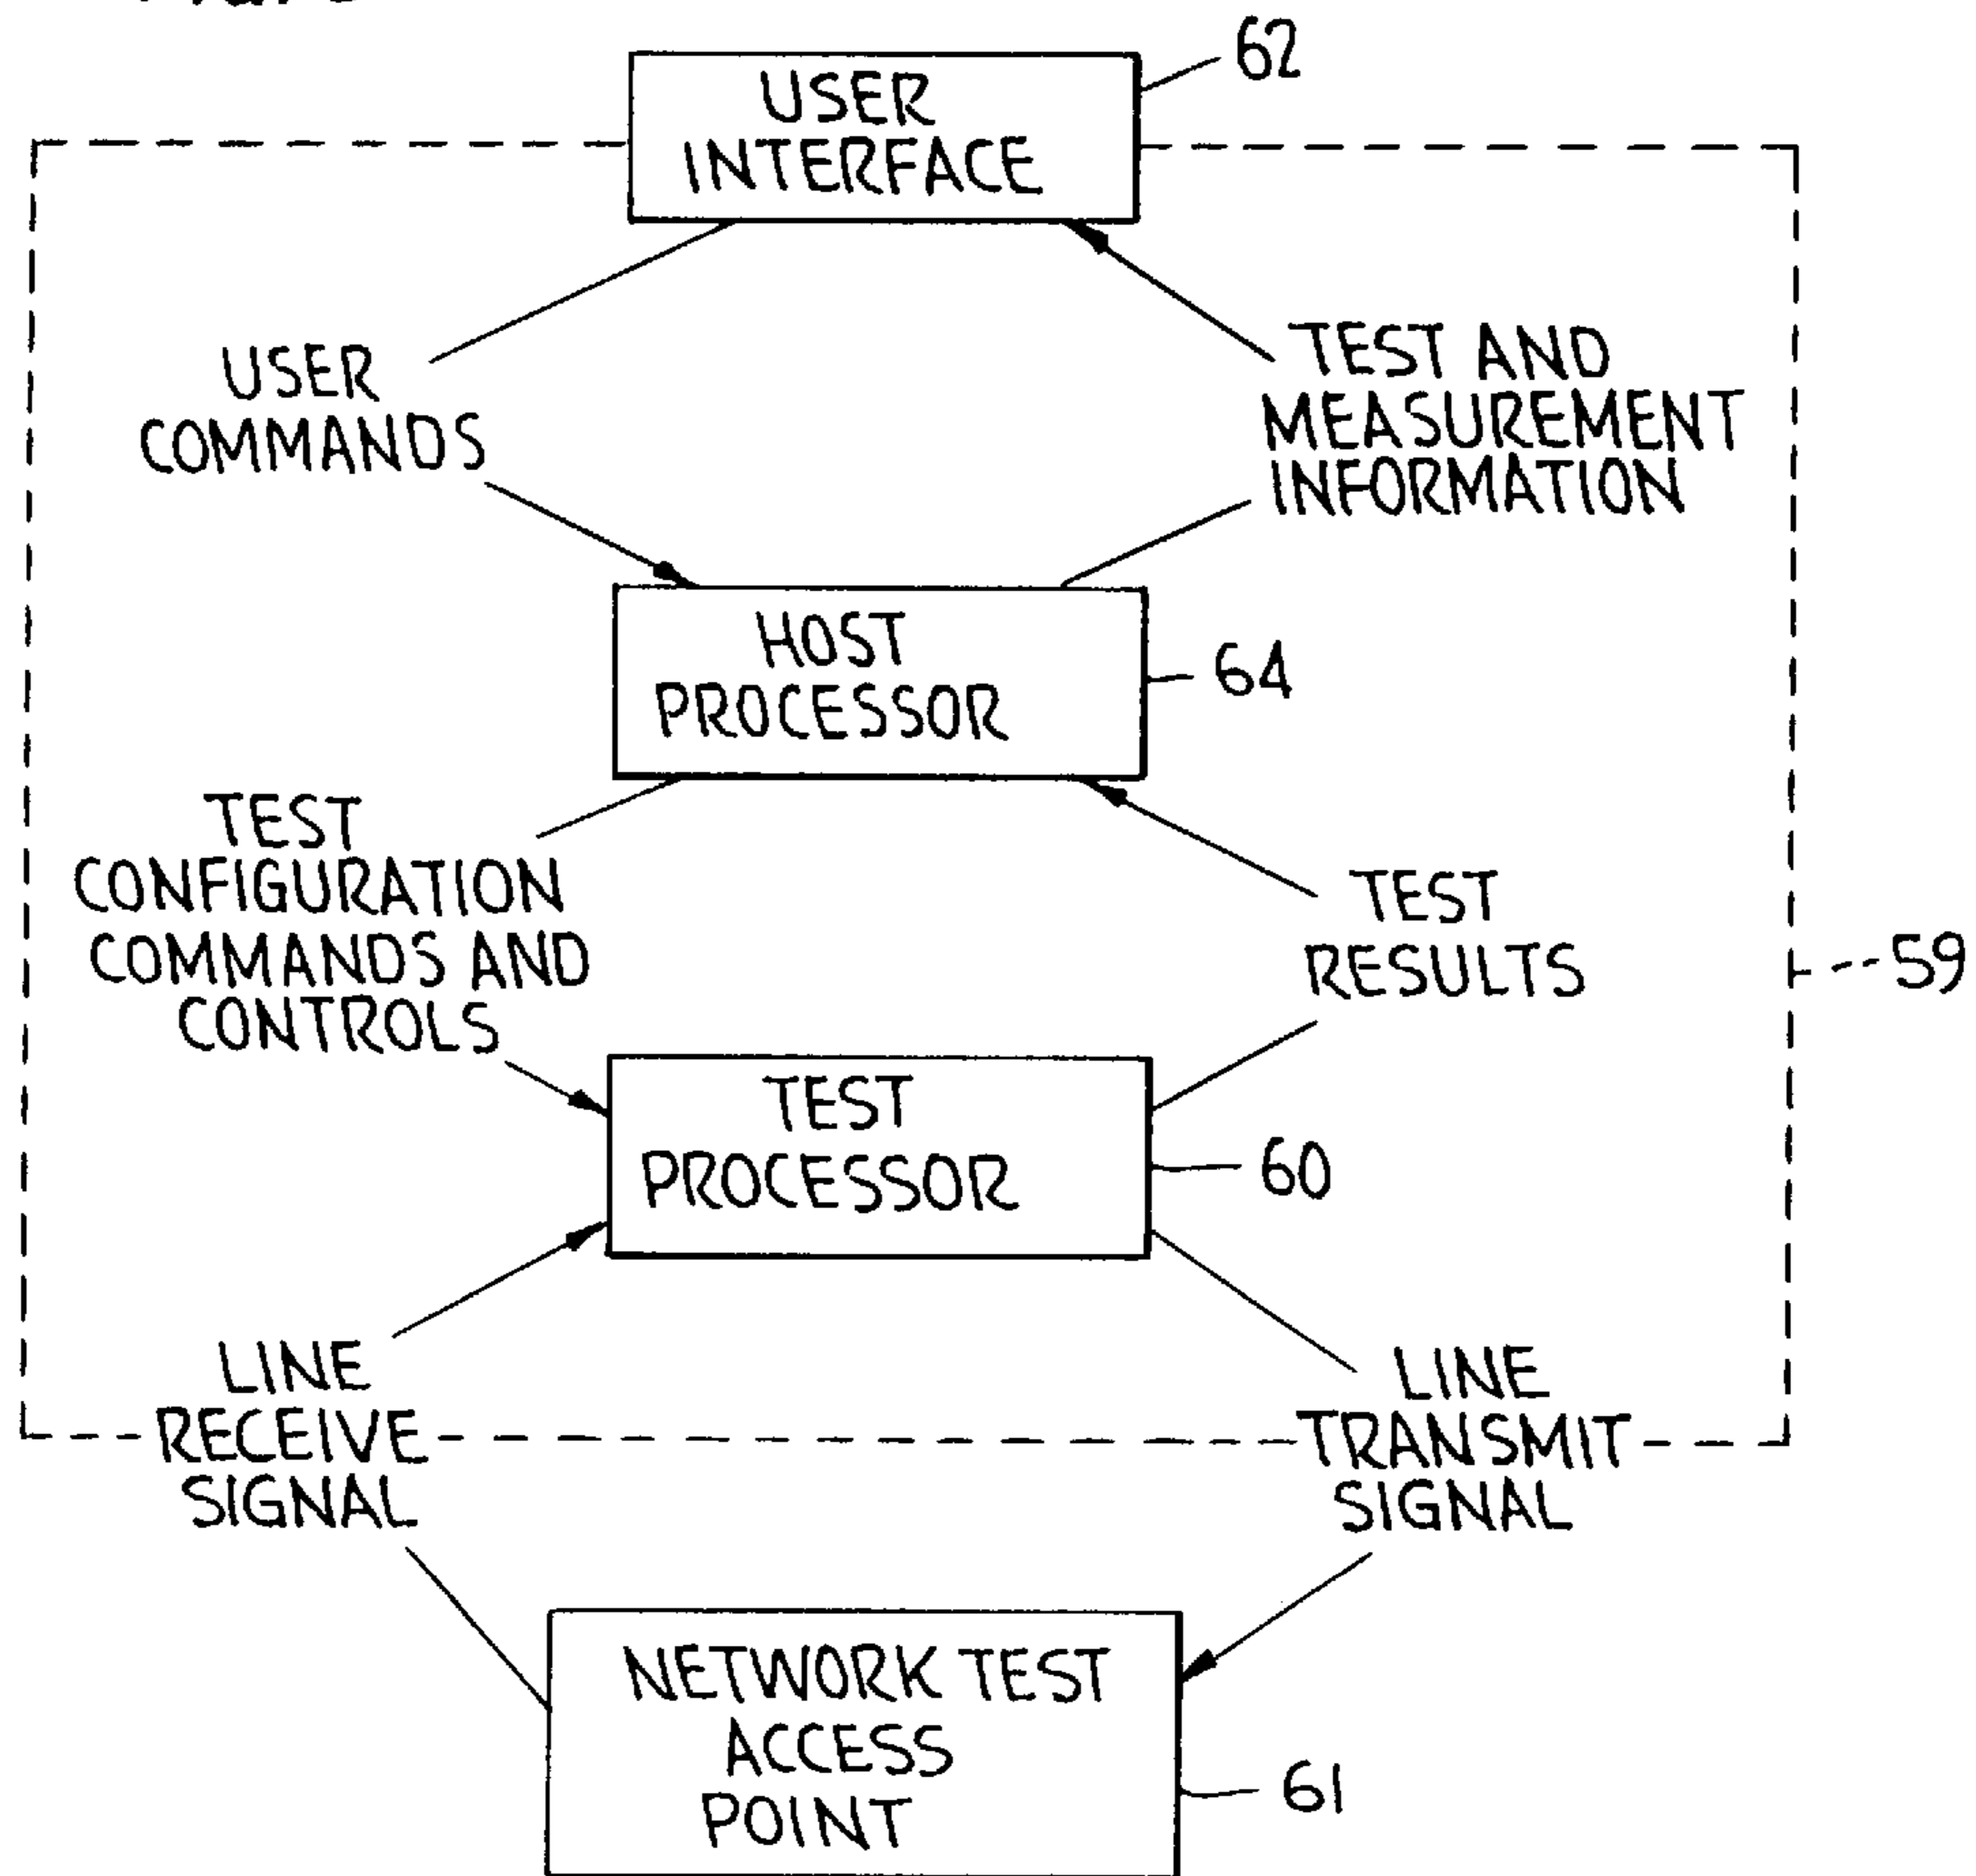 62
USER
INTERFACE
USER
COMMANDS
TEST AND
MEASUREMENT
INFORMATION
HOST
PROCESSOR
64
TEST
CONFIGURATION
COMMANDS AND
CONTROLS
TEST
RESULTS
59
TEST
PROCESSOR
60
LINE
RECEIVE
SIGNAL
LINE
TRANSMIT
SIGNAL
NETWORK TEST
ACCESS
POINT
61